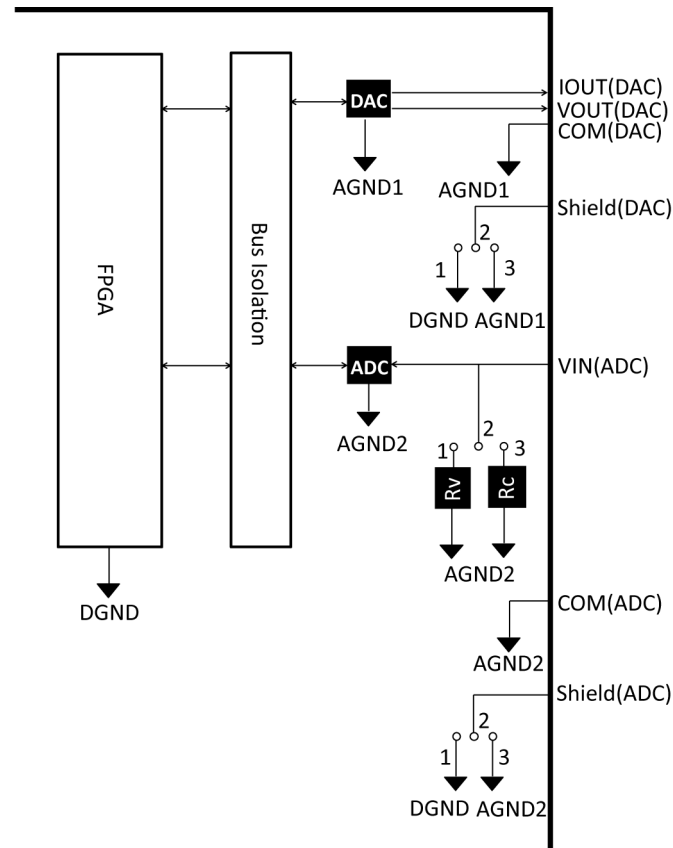 IOUT(DAC)
DAC
VOUT(DAC)
COM(DAC)
AGND1
AGND1
Shield(DAC)
2
1
3
DGND
AGND1
FPGA
Bus Isolation
ADC
VIN(ADC)
AGND2
2
1
3
Rv
Rc
AGND2
DGND
COM(ADC)
AGND2
Shield(ADC)
2
1
3
DGND
AGND2